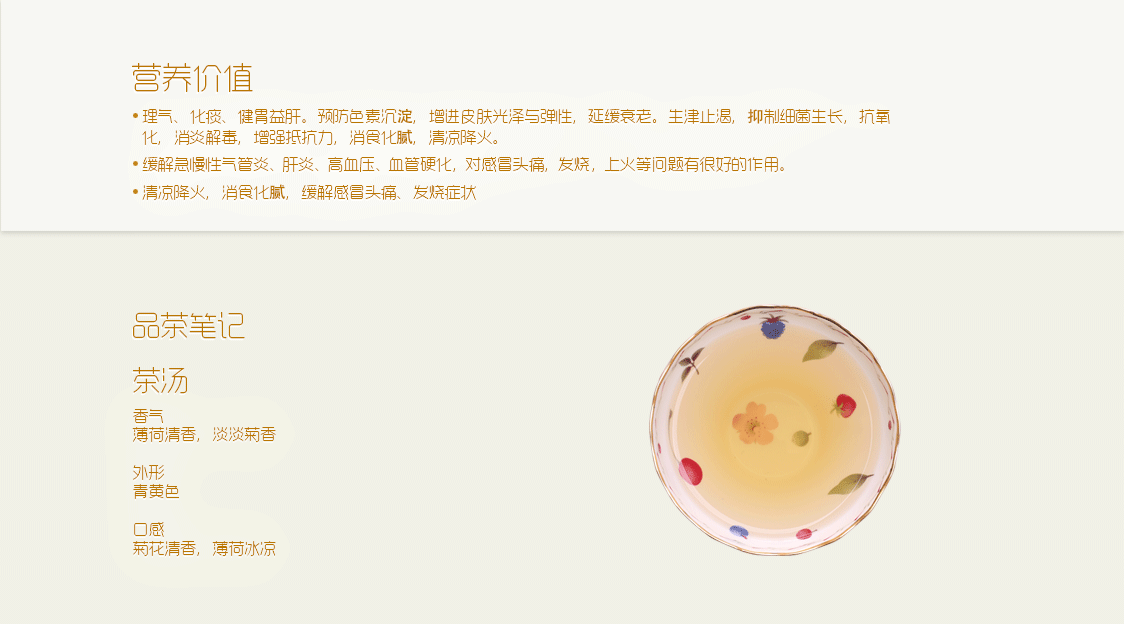 营养价值
• 理气、化痰、健胃益肝。预防色素沉淀，增进皮肤光泽与弹性，延缓衰老。生津止渴，抑制细菌生长，抗氧
化，消炎解毒，增强抵抗力，消食化腻，清凉降火。
• 缓解急慢性气管炎、肝炎、高血压、血管硬化，对感冒头痛，发烧，上火等问题有很好的作用。
• 清凉降火，消食化腻，缓解感冒头痛、发烧症状
品茶笔记
茶汤
香气
薄荷清香，淡淡菊香
外形
青黄色
口感
菊花清香，薄荷冰凉